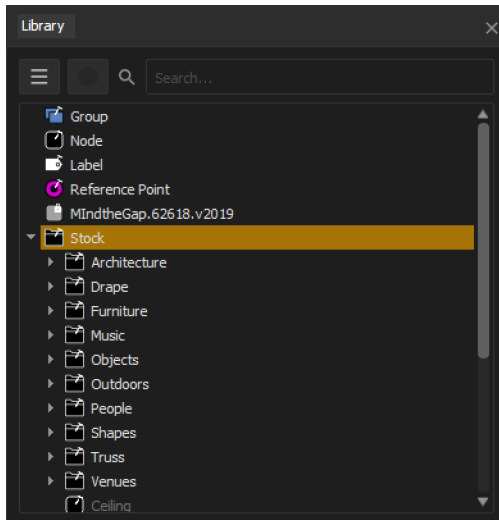 Library
Search...
Group
Node
Label
Reference Point
MIndtheGap.62618.v2019
Stock
Architecture
Drape
Furniture
Music
Objects
Outdoors
People
Shapes
Truss
Venues
Ceiling